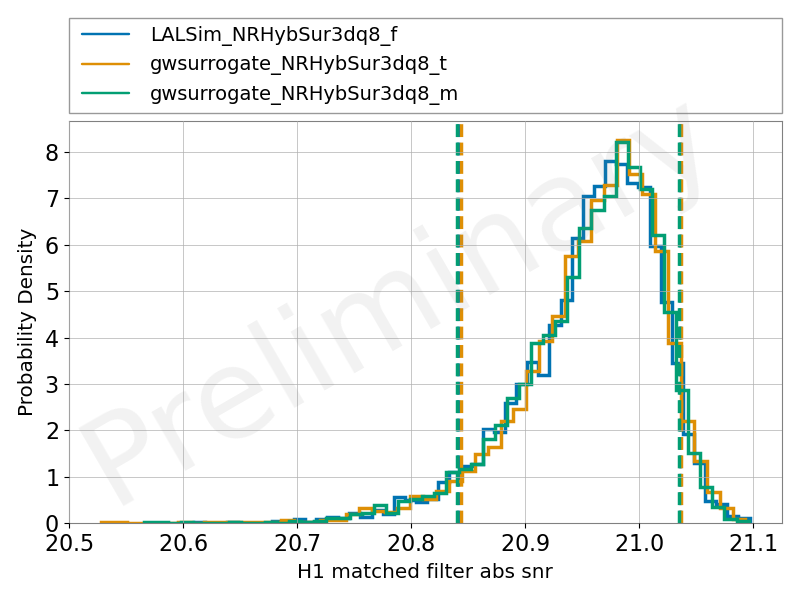 LALSim_NRHybSur3dq8_f
gwsurrogate_NRHybSur3dq8_t
gwsurrogate_NRHybSur3dq8_m
Preliminary
Probability Density
8
7
6
5
4
3
2
1
0
20.5 20.6 20.7 20.8 20.9 21.0 21.1
H1 matched filter abs snr